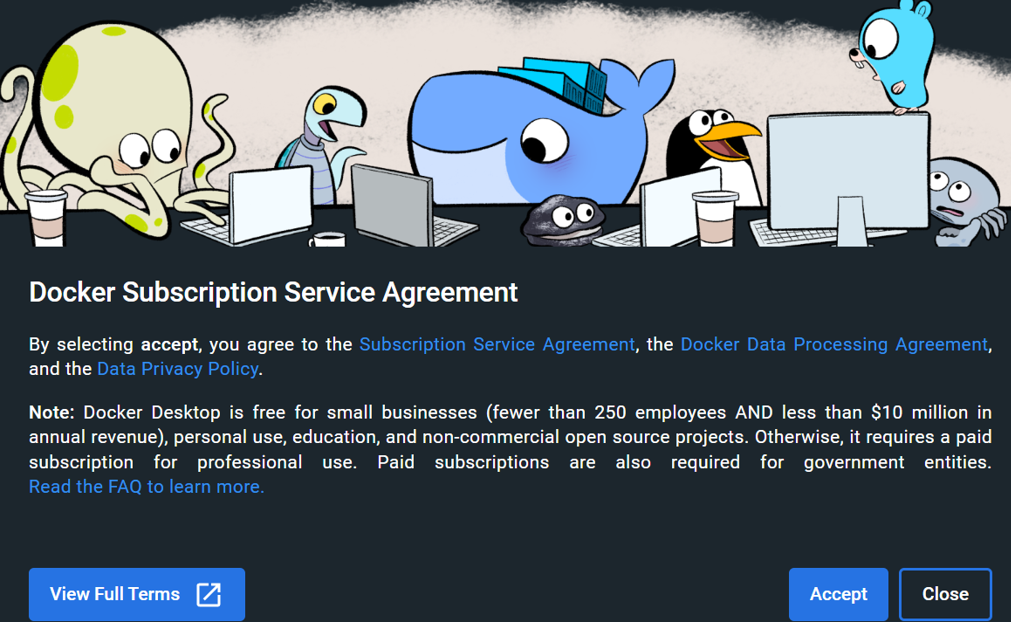 Docker Subscription Service Agreement
By selecting accept, you agree to the Subscription Service Agreement, the Docker Data Processing Agreement,
and the Data Privacy Policy.
Note: Docker Desktop is free for small businesses (fewer than 250 employees AND less than $10 million in
annual revenue), personal use, education, and non-commercial open source projects. Otherwise, it requires a paid
subscription for professional use. Paid subscriptions are also required for government entities.
Read the FAQ to learn more.
View Full Terms
Accept
Close